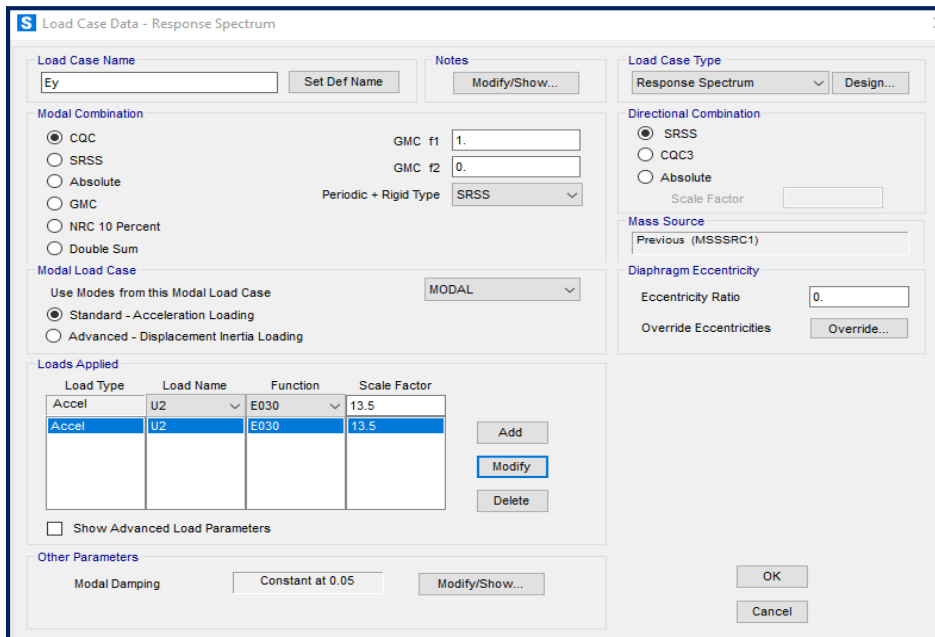 S Load Case Data - Response Spectrum
Load Case Name
Ey
Set Def Name
Notes
Modify/Show...
Load Case Type
Response Spectrum
Design...
Modal Combination
CQC
SRSS
Absolute
GMC
NRC 10 Percent
Double Sum
GMC f1 1.
GMC f2 0.
Periodic + Rigid Type SRSS
Directional Combination
SRSS
CQC3
Absolute
Scale Factor
Mass Source
Previous (MSSSRC1)
Modal Load Case
Use Modes from this Modal Load Case MODAL
Standard - Acceleration Loading
Advanced - Displacement Inertia Loading
Diaphragm Eccentricity
Eccentricity Ratio 0.
Override Eccentricities Override...
Loads Applied
Load Type Load Name Function Scale Factor
Accel U2 E030 13.5
Accel U2 E030 13.5
Add
Modify
Delete
Show Advanced Load Parameters
Other Parameters
Modal Damping Constant at 0.05 Modify/Show...
OK
Cancel